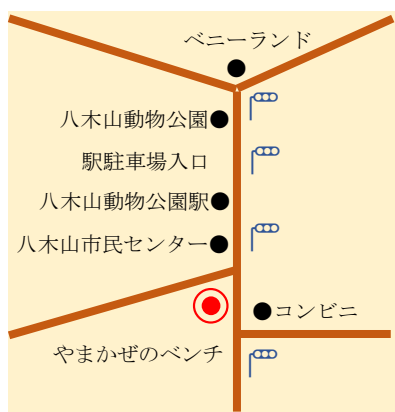 ベニーランド
八木山動物公園
駅駐車場入口
八木山動物公園駅
八木山市民センター
コンビニ
やまかぜのベンチ